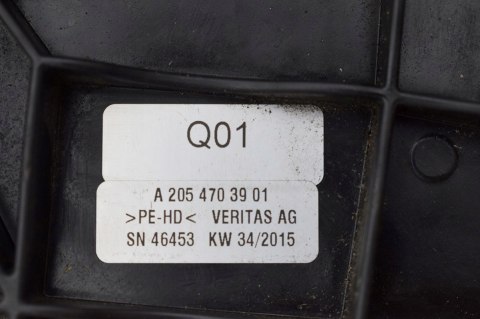 Q01
A 205 470 39 01
>PE-HD< VERITAS AG
SN 46453 KW 34/2015